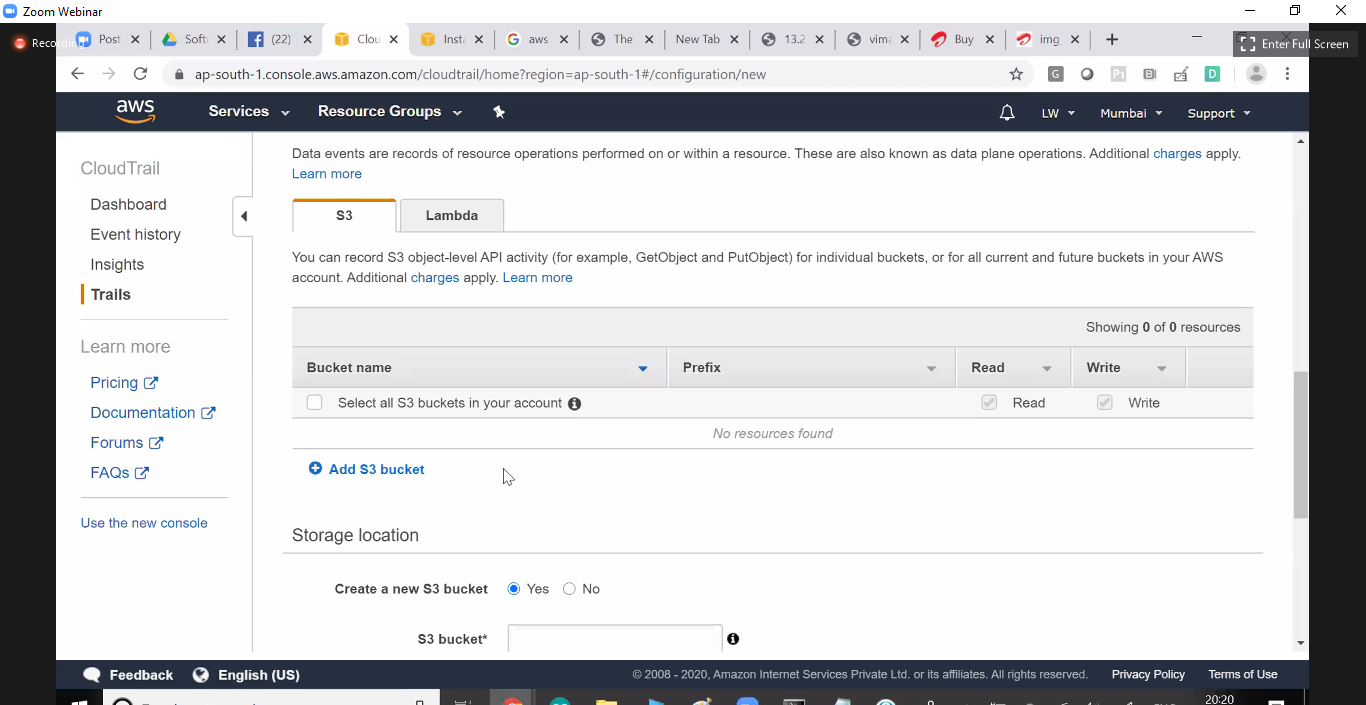 Zoom Webinar
Recording
Post
Soft
(22)
Clou
Insta
aws
The
New Tab
13.2
vima
Buy
img
Enter Full Screen
ap-south-1.console.aws.amazon.com/cloudtrail/home?region=ap-south-1#/configuration/new
aws
Services
Resource Groups
LW
Mumbai
Support
CloudTrail
Dashboard
Event history
Insights
Trails
Learn more
Pricing
Documentation
Forums
FAQs
Use the new console
Data events are records of resource operations performed on or within a resource. These are also known as data plane operations. Additional charges apply.
Learn more
S3
Lambda
You can record S3 object-level API activity (for example, GetObject and PutObject) for individual buckets, or for all current and future buckets in your AWS
account. Additional charges apply. Learn more
Showing 0 of 0 resources
Bucket name
Prefix
Read
Write
Select all S3 buckets in your account
Read
Write
No resources found
Add S3 bucket
Storage location
Create a new S3 bucket
Yes
No
S3 bucket*
Feedback
English (US)
© 2008 - 2020, Amazon Internet Services Private Ltd. or its affiliates. All rights reserved.
Privacy Policy
Terms of Use
20:20